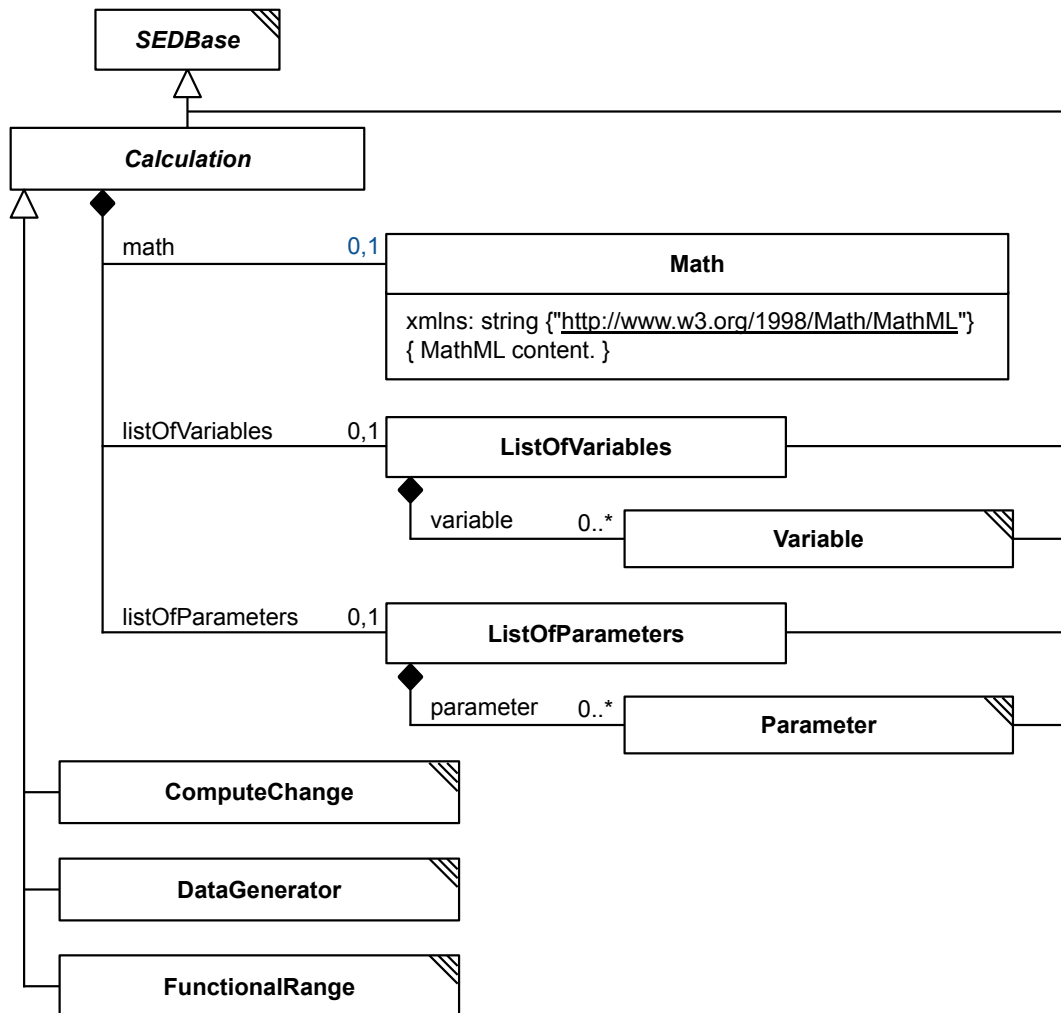 SEDBase
Calculation
math 0,1
Math
xmlns: string {"http://www.w3.org/1998/Math/MathML"}
{ MathML content. }
listOfVariables 0,1
ListOfVariables
variable 0..*
Variable
listOfParameters 0,1
ListOfParameters
parameter 0..*
Parameter
ComputeChange
DataGenerator
FunctionalRange